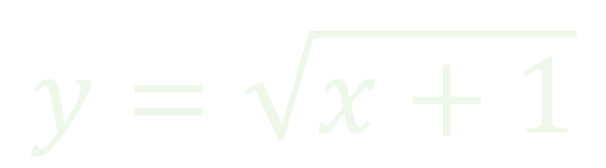 y = √x + 1